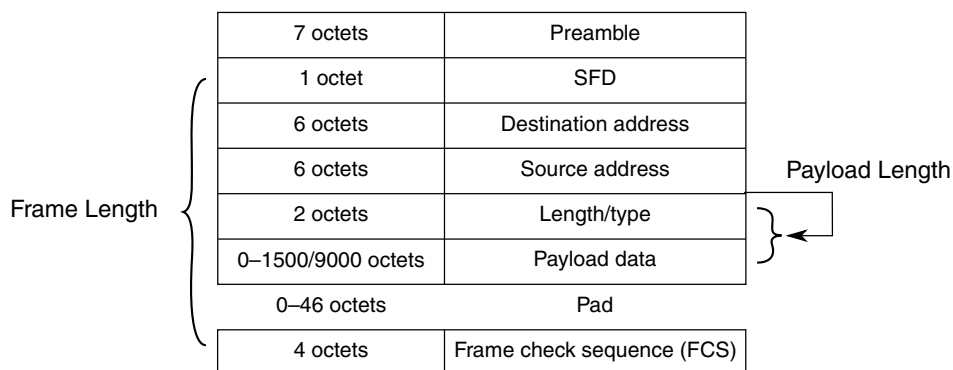 7 octets Preamble
1 octet SFD
6 octets Destination address
6 octets Source address
Payload Length
Frame Length
2 octets Length/type
0–1500/9000 octets Payload data
0–46 octets Pad
4 octets Frame check sequence (FCS)